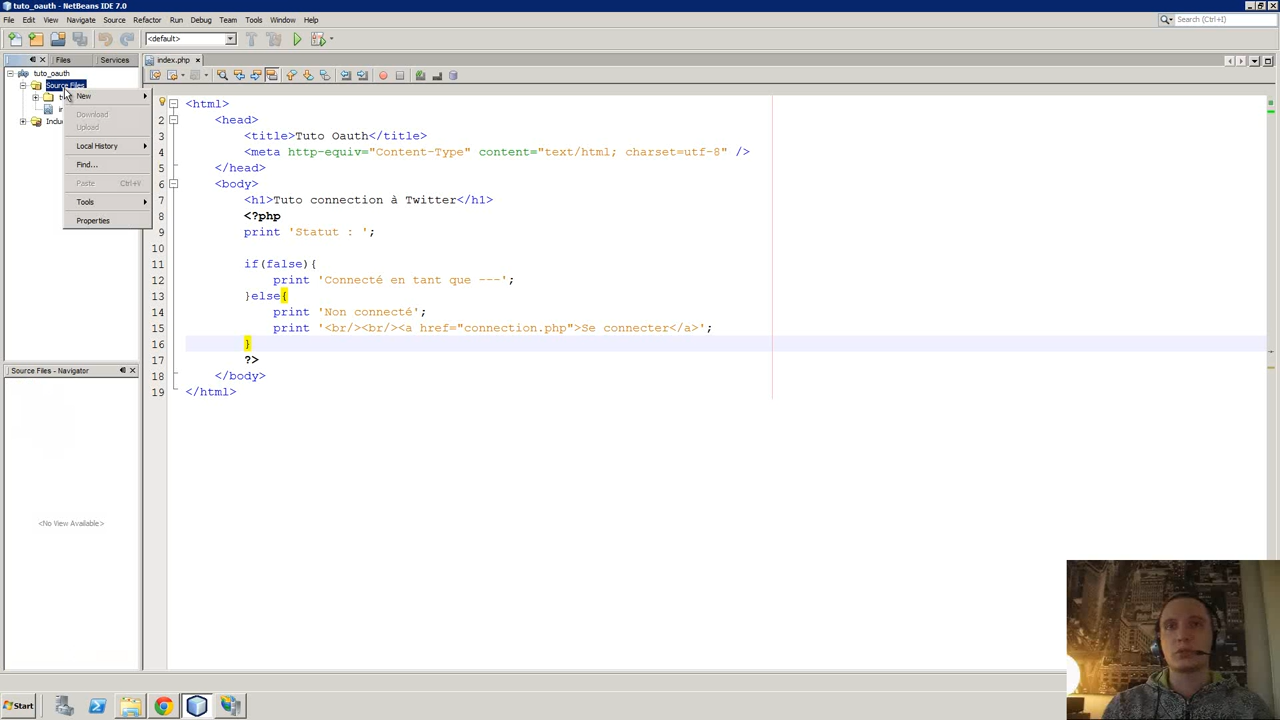 tuto_oauth - NetBeans IDE 7.0
File Edit View Navigate Source Refactor Run Debug Team Tools Window Help
Search (Ctrl+I)
<default>
Files Services
index.php
tuto_oauth
Source Files
New
Download
Upload
Local History
Find...
Paste Ctrl+V
Tools
Properties
<html>
2 <head>
3 <title>Tuto Oauth</title>
4 <meta http-equiv="Content-Type" content="text/html; charset=utf-8" />
5 </head>
6 <body>
7 <h1>Tuto connection à Twitter</h1>
8 <?php
9 print 'Statut : ';
10
11 if(false){
12 print 'Connecté en tant que ---';
13 }else{
14 print 'Non connecté';
15 print '<br/><br/><a href="connection.php">Se connecter</a>';
16 }
17 ?>
18 </body>
19 </html>
Source Files - Navigator
<No View Available>
Start